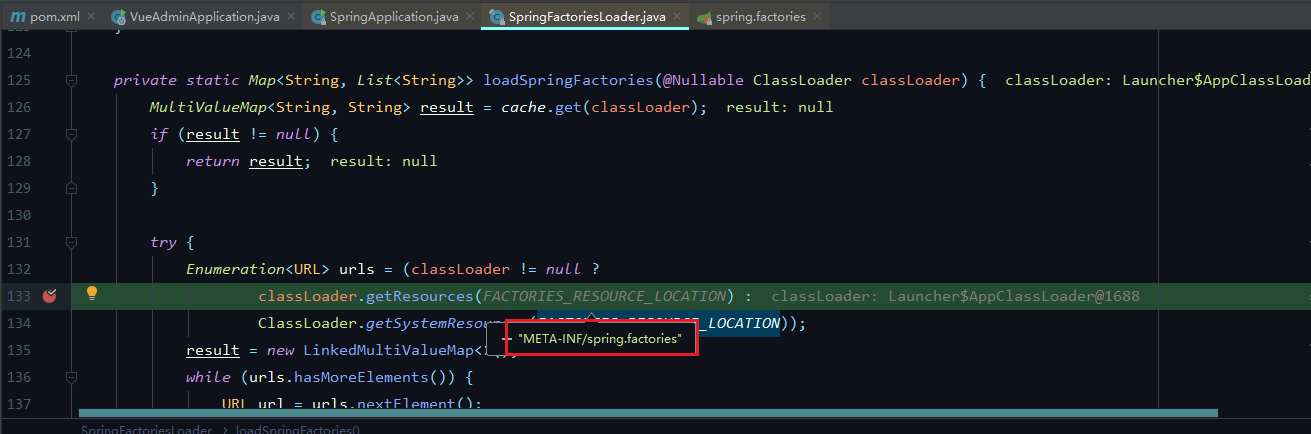 pom.xml × VueAdminApplication.java × SpringApplication.java × SpringFactoriesLoader.java × spring.factories ×
124
125 private static Map<String, List<String>> loadSpringFactories(@Nullable ClassLoader classLoader) { classLoader: Launcher$AppClassLoad
126 MultiValueMap<String, String> result = cache.get(classLoader); result: null
127 if (result != null) {
128 return result; result: null
129 }
130
131 try {
132 Enumeration<URL> urls = (classLoader != null ?
133 classLoader.getResources(FACTORIES_RESOURCE_LOCATION) : classLoader: Launcher$AppClassLoader@1688
134 ClassLoader.getSystemResour _LOCATION));
"META-INF/spring.factories"
135 result = new LinkedMultiValueMap<
136 while (urls.hasMoreElements()) {
137 URL url = urls.nextElement();
SpringFactoriesLoader › loadSpringFactories()